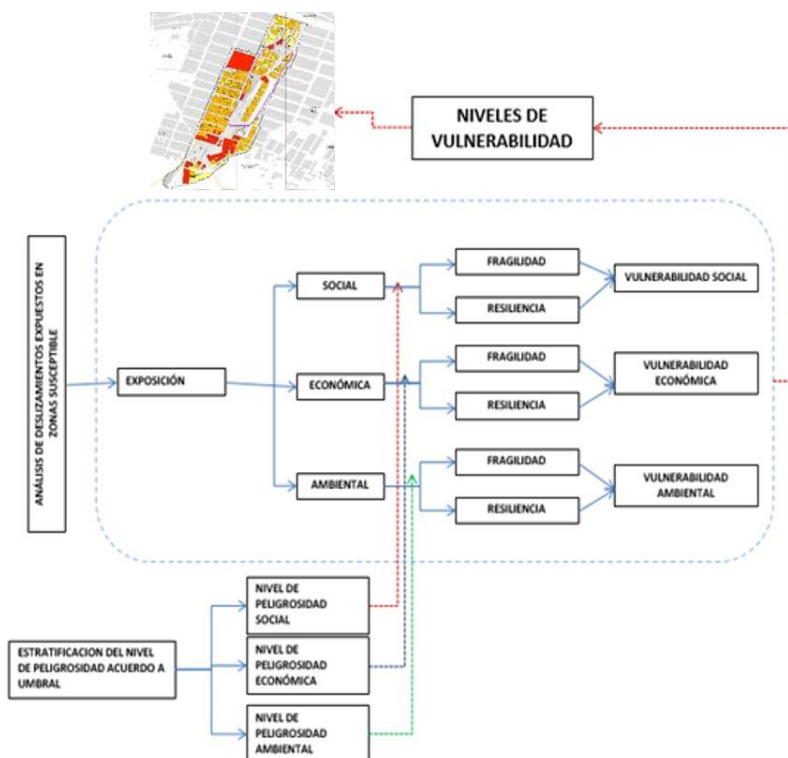 NIVELES DE
VULNERABILIDAD
ANÁLISIS DE DESLIZAMIENTOS EXPUESTOS EN
ZONAS SUSCEPTIBLE
EXPOSICIÓN
SOCIAL
FRAGILIDAD
RESILIENCIA
VULNERABILIDAD SOCIAL
ECONÓMICA
FRAGILIDAD
RESILIENCIA
VULNERABILIDAD
ECONÓMICA
AMBIENTAL
FRAGILIDAD
RESILIENCIA
VULNERABILIDAD
AMBIENTAL
ESTRATIFICACION DEL NIVEL
DE PELIGROSIDAD ACUERDO A
UMBRAL
NIVEL DE
PELIGROSIDAD
SOCIAL
NIVEL DE
PELIGROSIDAD
ECONÓMICA
NIVEL DE
PELIGROSIDAD
AMBIENTAL